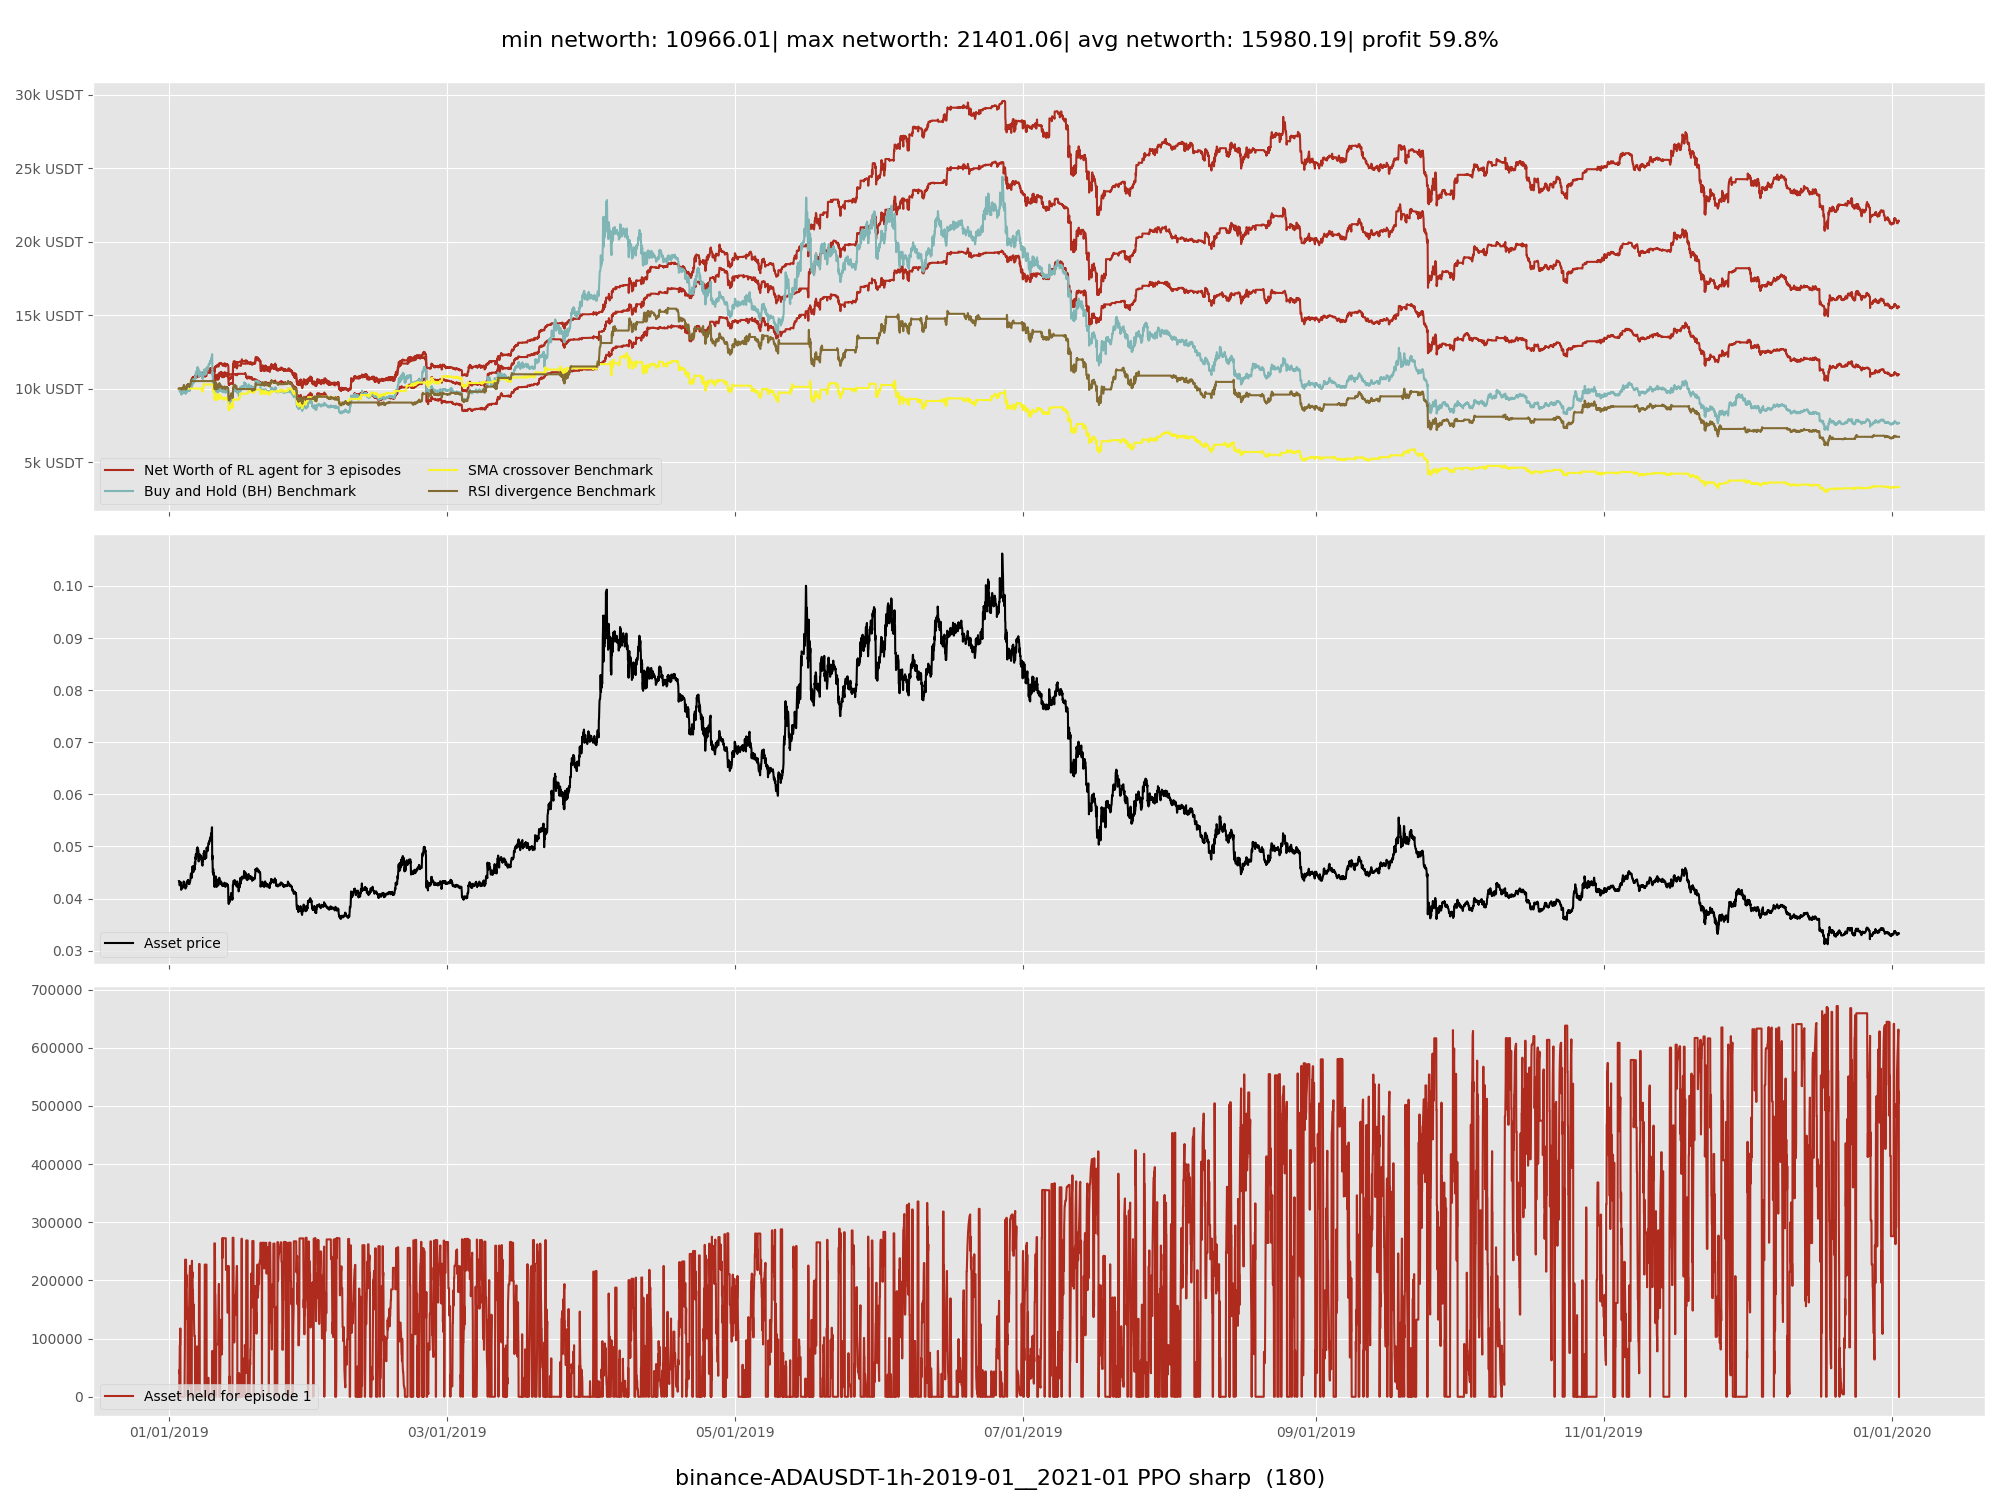 min networth: 10966.01| max networth: 21401.06| avg networth: 15980.19| profit 59.8%
30k USDT
25k USDT
20k USDT
15k USDT
10k USDT
5k USDT
Net Worth of RL agent for 3 episodes
Buy and Hold (BH) Benchmark
SMA crossover Benchmark
RSI divergence Benchmark
0.10
0.09
0.08
0.07
0.06
0.05
0.04
0.03
Asset price
700000
600000
500000
400000
300000
200000
100000
0
Asset held for episode 1
01/01/2019 03/01/2019 05/01/2019 07/01/2019 09/01/2019 11/01/2019 01/01/2020
binance-ADAUSDT-1h-2019-01__2021-01 PPO sharp (180)